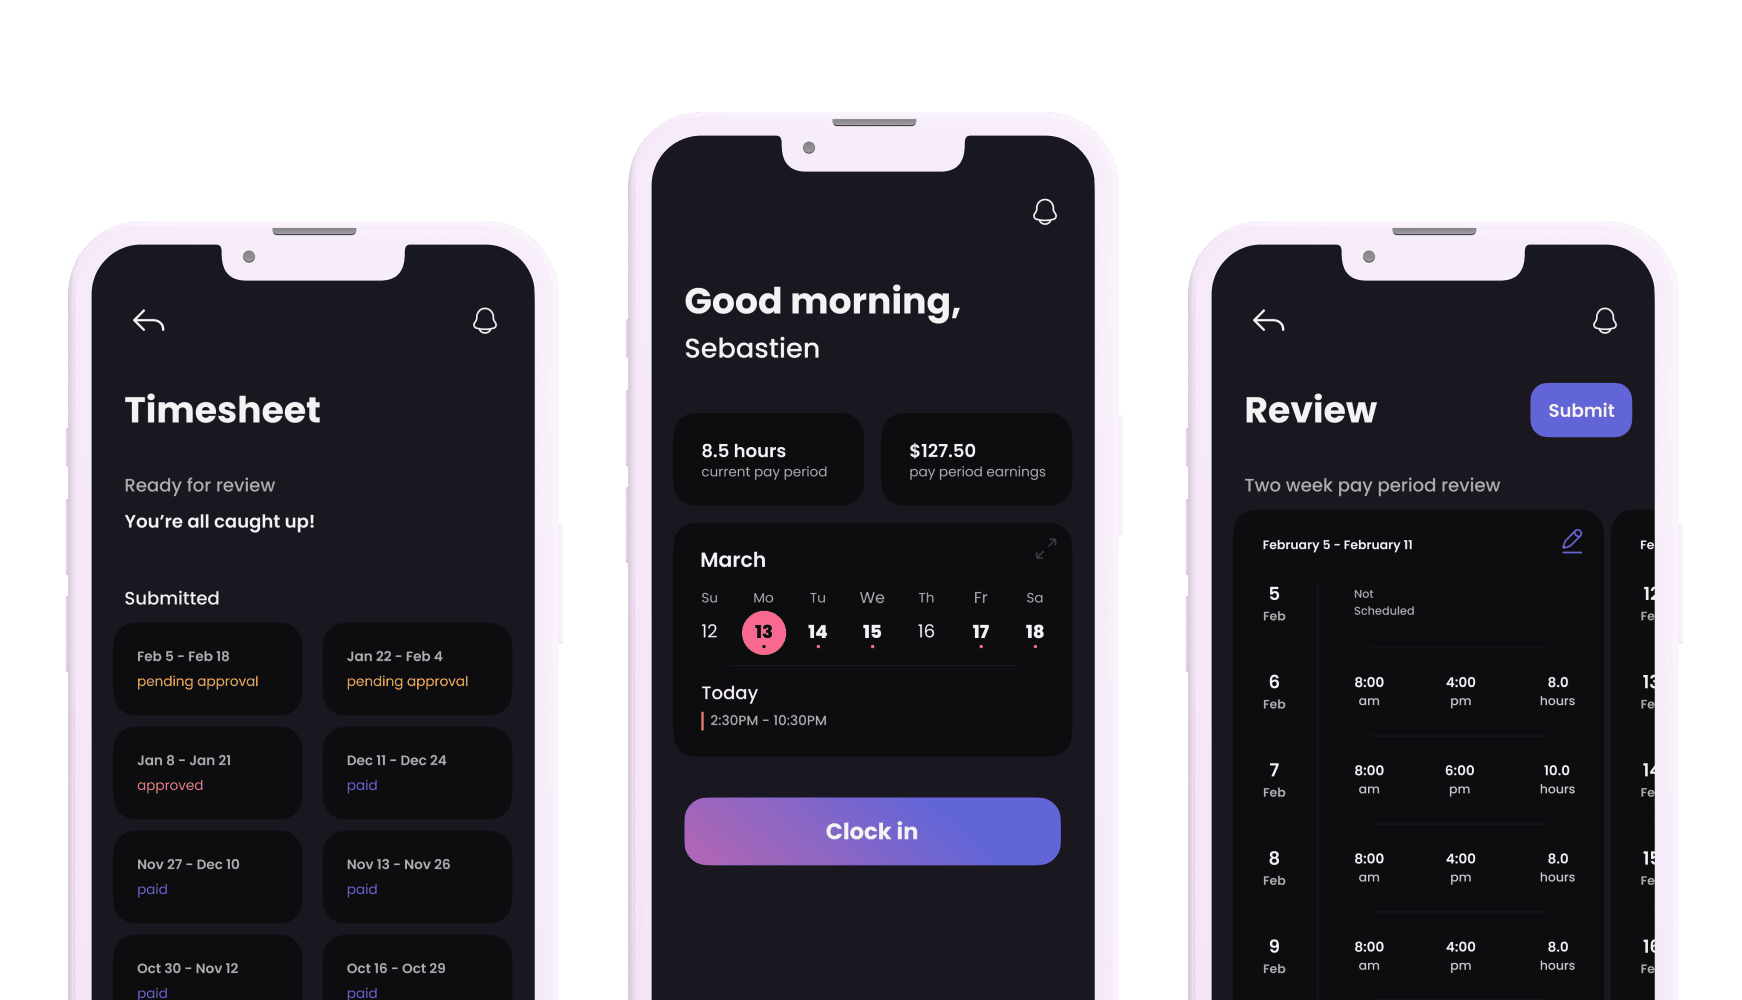 Timesheet
Ready for review
You're all caught up!
Submitted
Feb 5 - Feb 18
pending approval
Jan 22 - Feb 4
pending approval
Jan 8 - Jan 21
approved
Dec 11 - Dec 24
paid
Nov 27 - Dec 10
paid
Nov 13 - Nov 26
paid
Oct 30 - Nov 12
paid
Oct 16 - Oct 29
paid
Good morning,
Sebastien
8.5 hours
current pay period
$127.50
pay period earnings
March
Su Mo Tu We Th Fr Sa
12 13 14 15 16 17 18
Today
2:30PM - 10:30PM
Clock in
Review
Submit
Two week pay period review
February 5 - February 11
5
Feb
Not
Scheduled
6
Feb
8:00 4:00 8.0
am pm hours
7
Feb
8:00 6:00 10.0
am pm hours
8
Feb
8:00 4:00 8.0
am pm hours
9
Feb
8:00 4:00 8.0
am pm hours
Fe
12
Fe
13
Fe
14
Fe
15
Fe
16
Fe